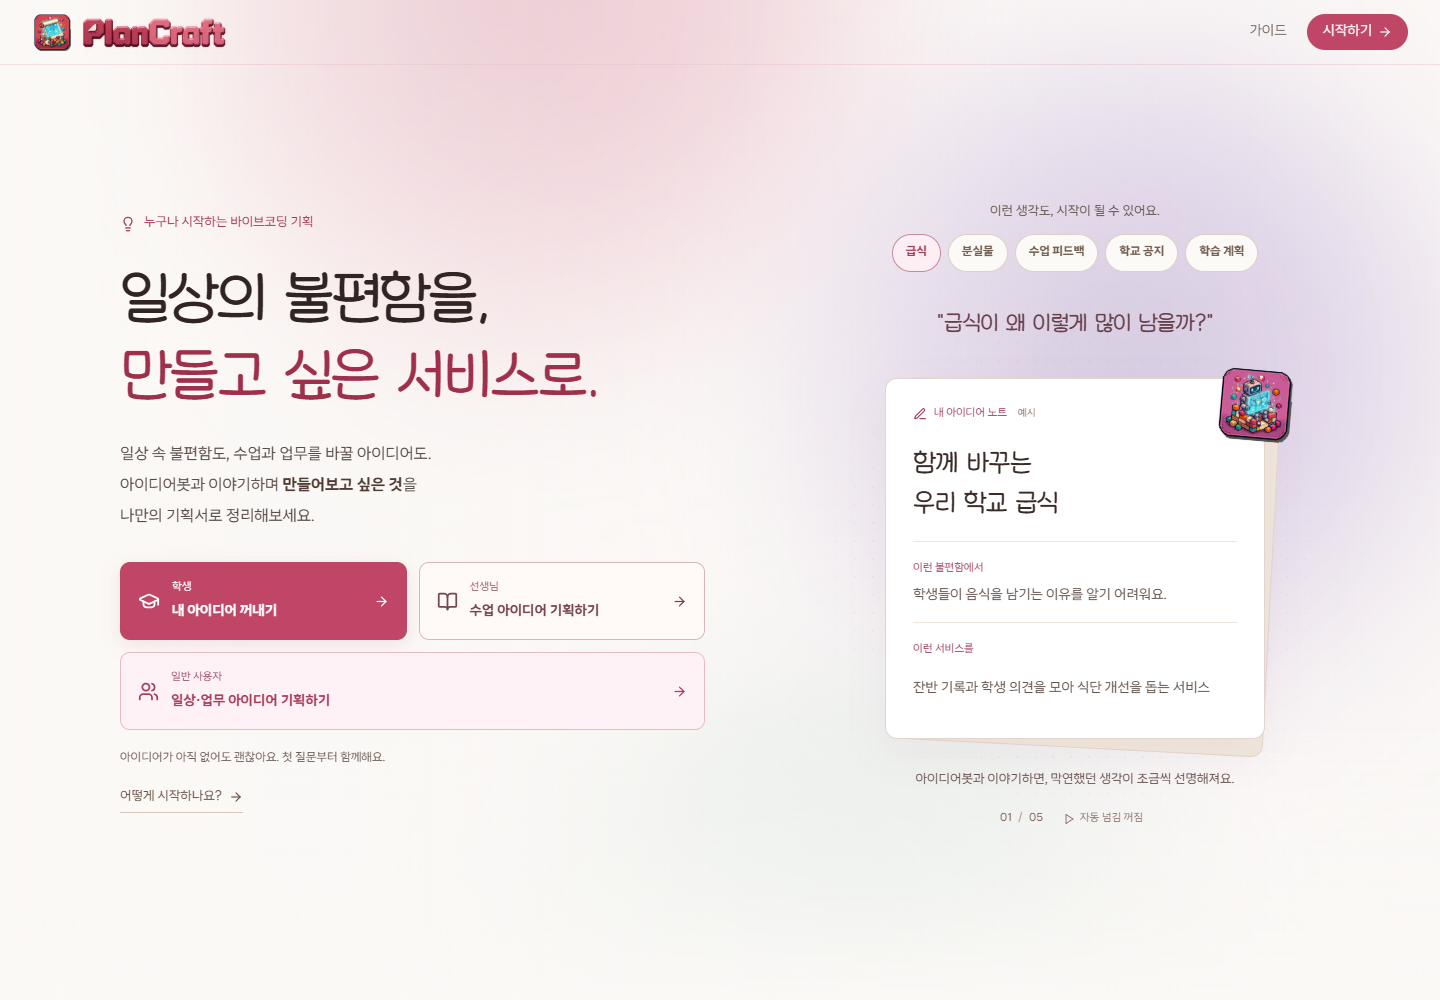 PlanCraft
가이드
시작하기
누구나 시작하는 바이브코딩 기획
일상의 불편함을,
만들고 싶은 서비스로.
일상 속 불편함도, 수업과 업무를 바꿀 아이디어도.
아이디어봇과 이야기하며 만들어보고 싶은 것을
나만의 기획서로 정리해보세요.
학생
내 아이디어 꺼내기
선생님
수업 아이디어 기획하기
일반 사용자
일상·업무 아이디어 기획하기
아이디어가 아직 없어도 괜찮아요. 첫 질문부터 함께해요.
어떻게 시작하나요?
이런 생각도, 시작이 될 수 있어요.
급식
분실물
수업 피드백
학교 공지
학습 계획
"급식이 왜 이렇게 많이 남을까?"
내 아이디어 노트 예시
함께 바꾸는
우리 학교 급식
이런 불편함에서
학생들이 음식을 남기는 이유를 알기 어려워요.
이런 서비스를
잔반 기록과 학생 의견을 모아 식단 개선을 돕는 서비스
아이디어봇과 이야기하면, 막연했던 생각이 조금씩 선명해져요.
01 / 05
자동 넘김 꺼짐